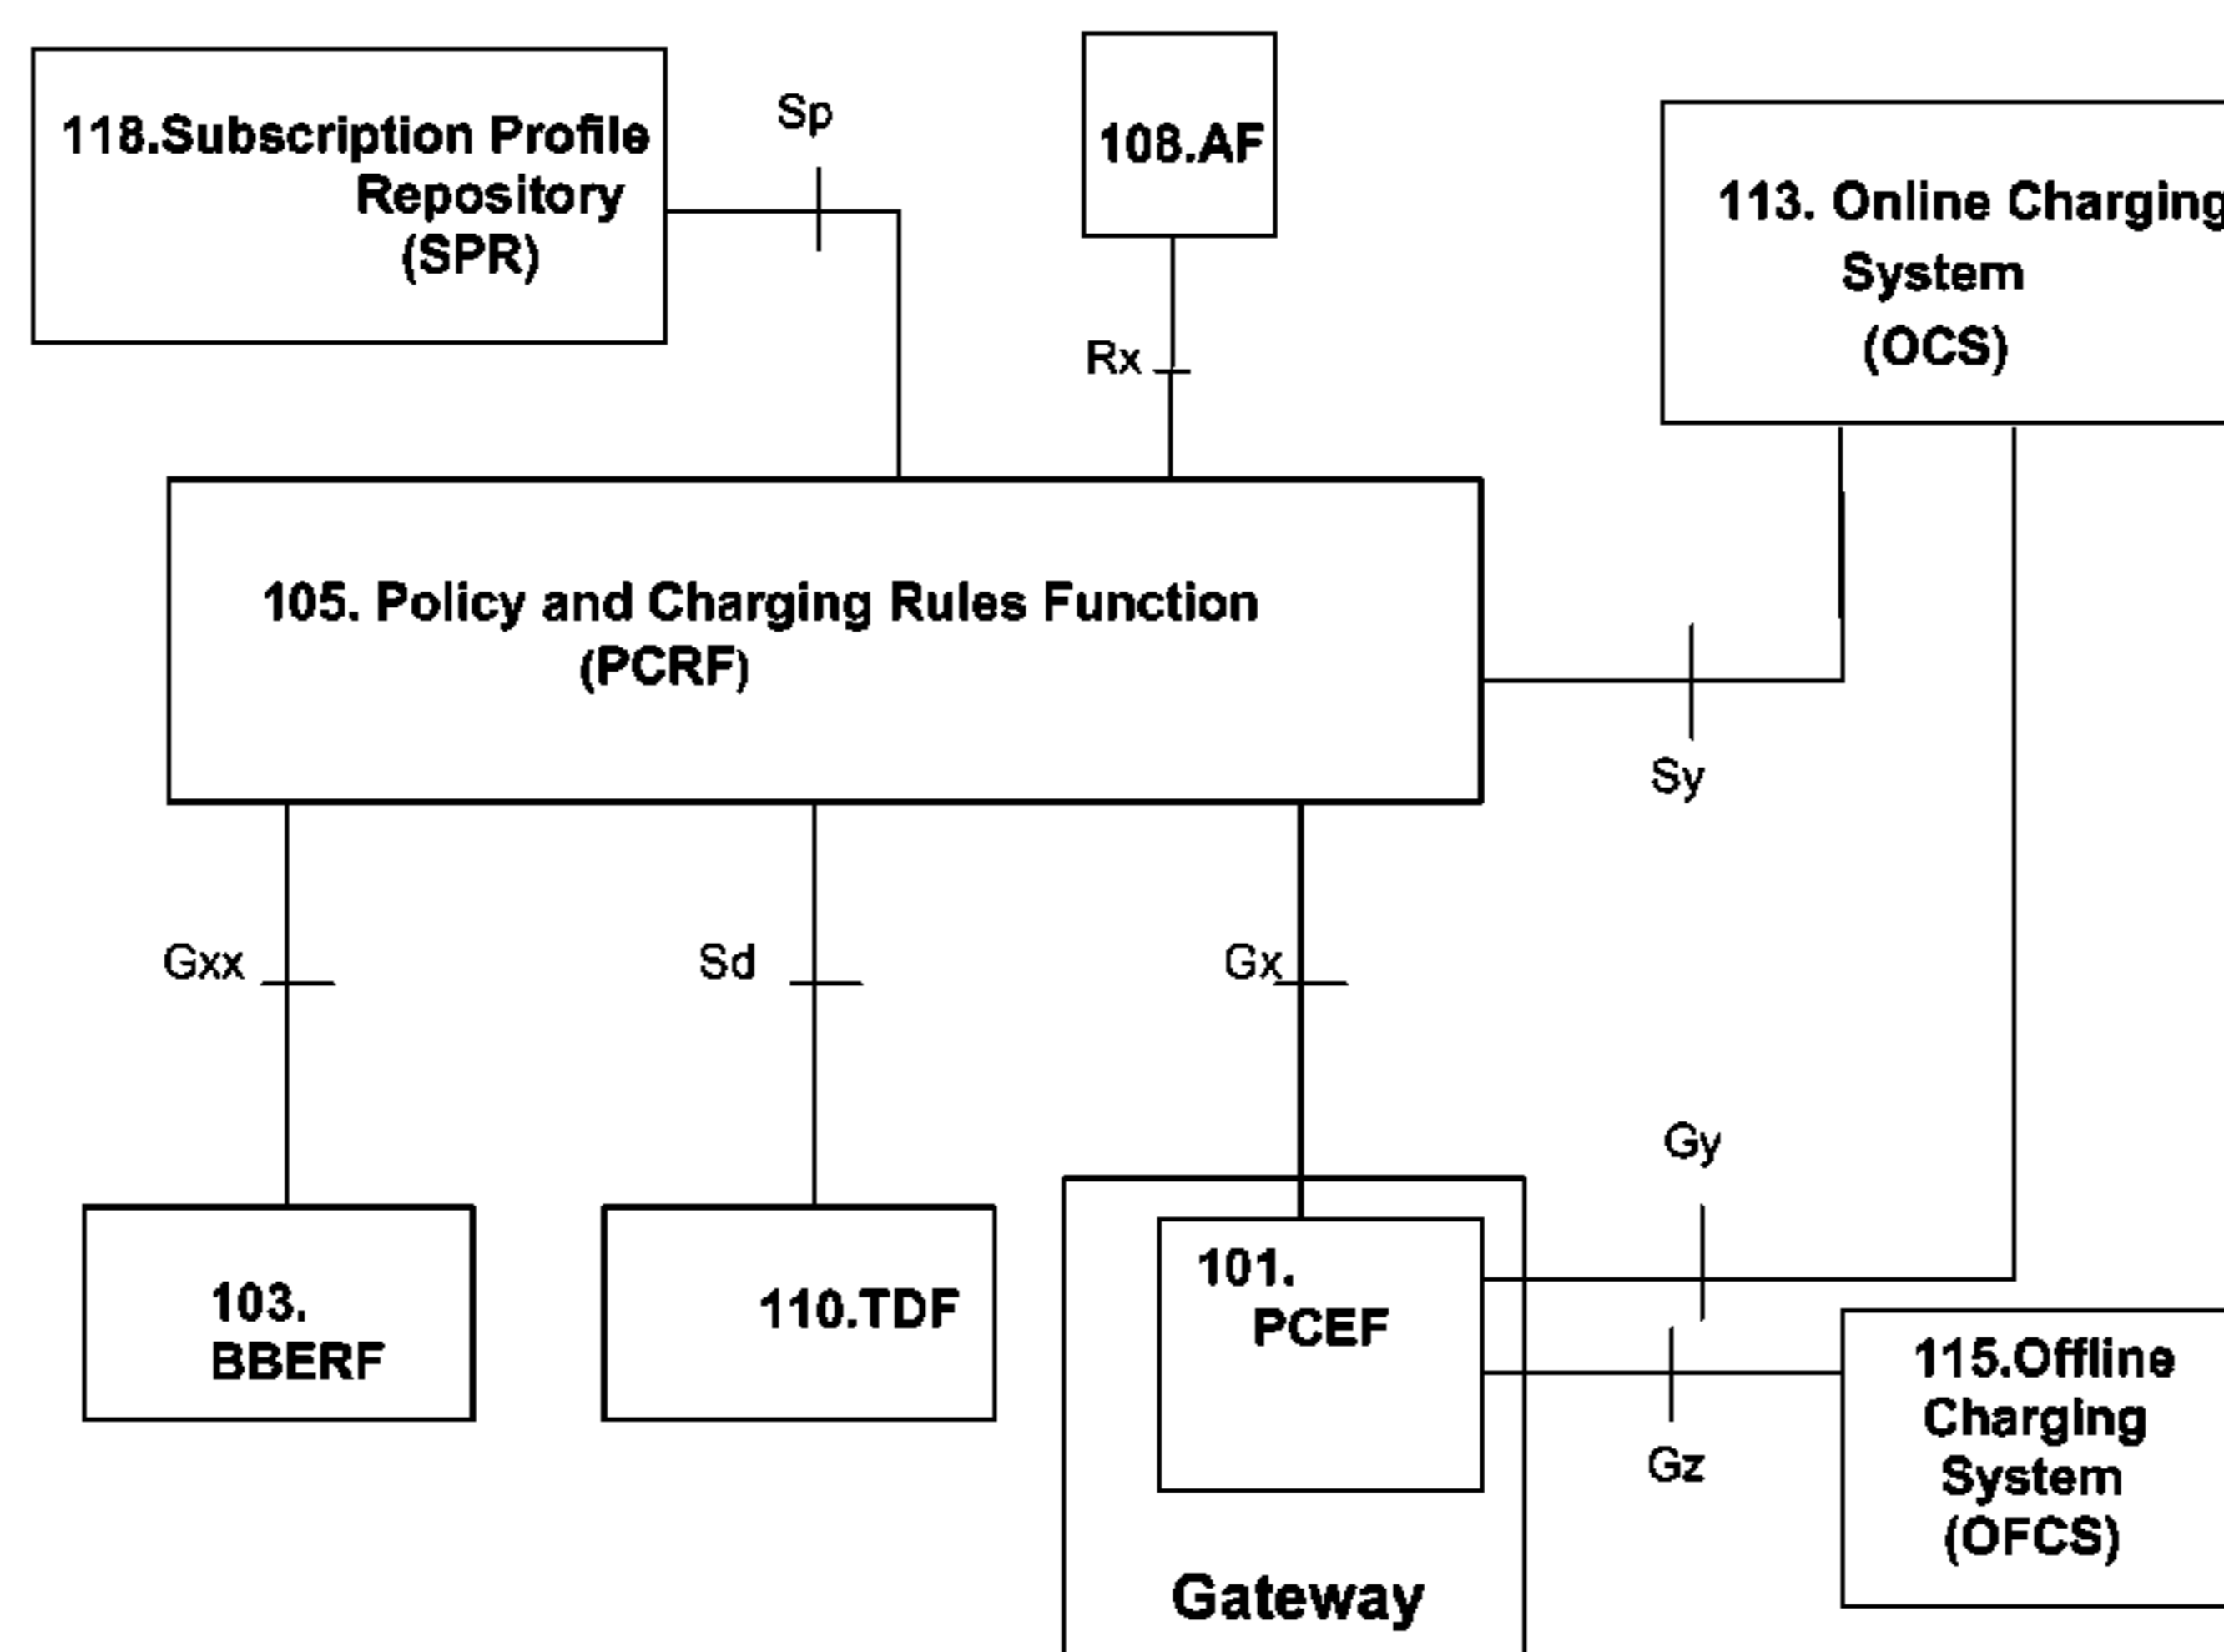 118.Subscription Profile
Repository
(SPR)
Sp
108.AF
113. Online Charging
System
(OCS)
Rx
105. Policy and Charging Rules Function
(PCRF)
Sy
Gxx
Sd
Gx
Gy
103.
BBERF
110.TDF
101.
PCEF
115.Offline
Charging
System
(OFCS)
Gz
Gateway